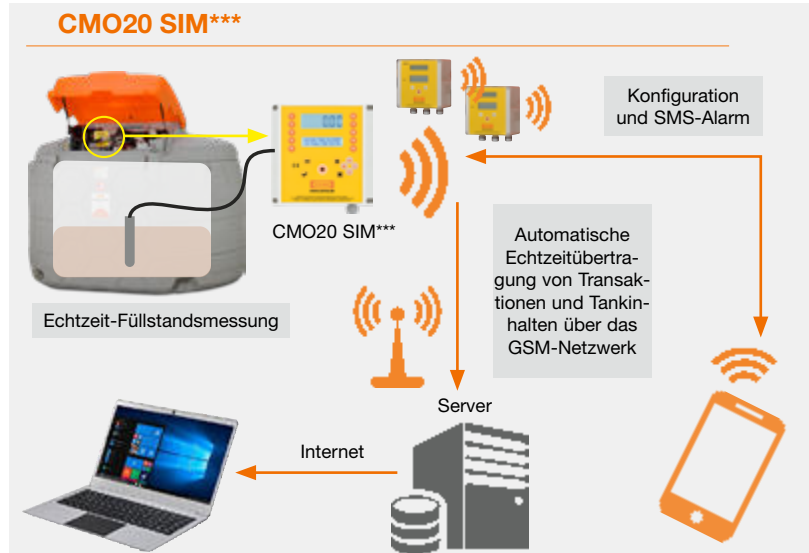 CMO20 SIM***
Konfiguration
und SMS-Alarm
CMO20 SIM***
Automatische
Echtzeitübertra-
gung von Transak-
tionen und Tankin-
halten über das
GSM-Netzwerk
Echtzeit-Füllstandsmessung
Server
Internet